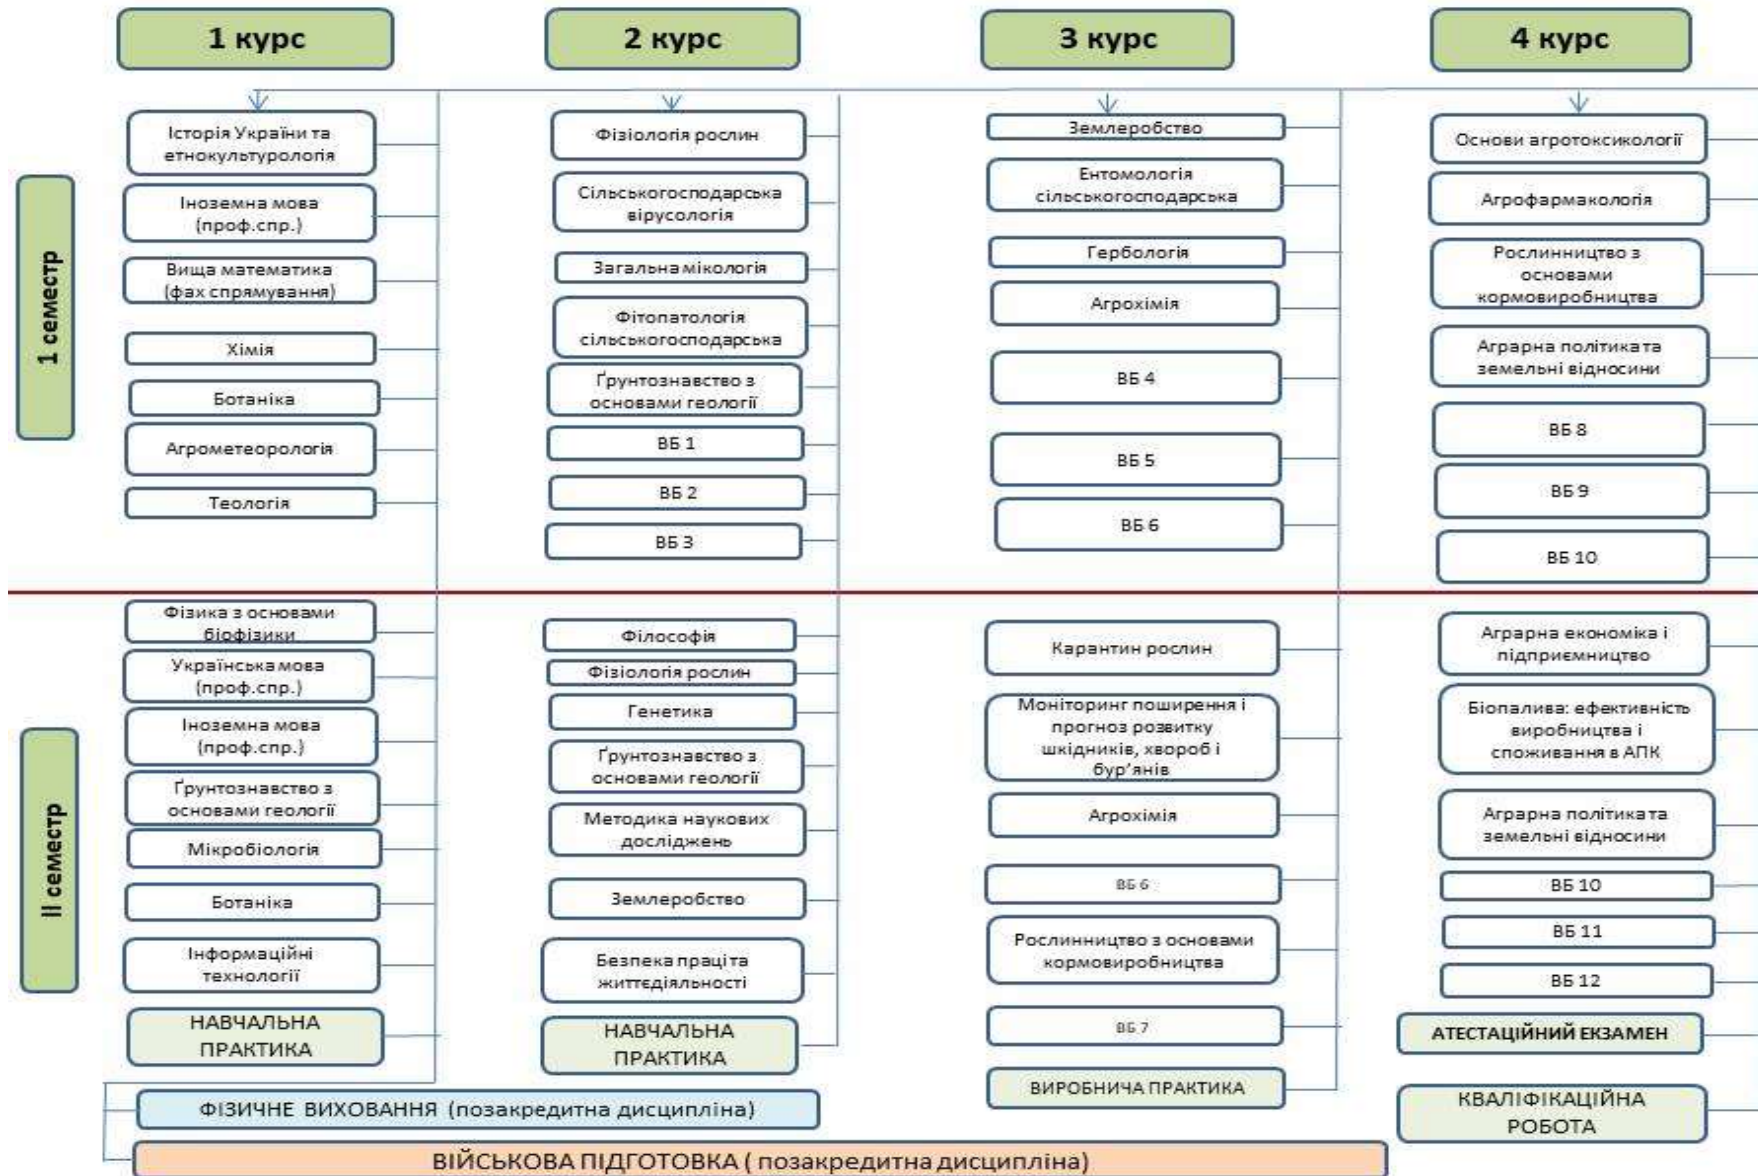 1 курс
2 курс
3 курс
4 курс
1 семестр
Історія України та
етнокультурологія
Іноземна мова
(проф.спр.)
Вища математика
(фах спрямування)
Хімія
Ботаніка
Агрометеорологія
Теологія
Фізіологія рослин
Сільськогосподарська
вірусологія
Загальна мікологія
Фітопатологія
сільськогосподарська
Ґрунтознавство з
основами геології
ВБ 1
ВБ 2
ВБ 3
Землеробство
Ентомологія
сільськогосподарська
Гербологія
Агрохімія
ВБ 4
ВБ 5
ВБ 6
Основи агротоксикології
Агрофармакологія
Рослинництво з
основами
кормовиробництва
Аграрна політика та
земельні відносини
ВБ 8
ВБ 9
ВБ 10
ІІ семестр
Фізика з основами
біофізики
Українська мова
(проф.спр.)
Іноземна мова
(проф.спр.)
Ґрунтознавство з
основами геології
Мікробіологія
Ботаніка
Інформаційні
технології
НАВЧАЛЬНА
ПРАКТИКА
Філософія
Фізіологія рослин
Генетика
Ґрунтознавство з
основами геології
Методика наукових
досліджень
Землеробство
Безпека праці та
життєдіяльності
НАВЧАЛЬНА
ПРАКТИКА
Карантин рослин
Моніторинг поширення і
прогноз розвитку
шкідників, хвороб і
бур’янів
Агрохімія
ВБ 6
Рослинництво з основами
кормовиробництва
ВБ 7
ВИРОБНИЧА ПРАКТИКА
Аграрна економіка і
підприємництво
Біопалива: ефективність
виробництва і
споживання в АПК
Аграрна політика та
земельні відносини
ВБ 10
ВБ 11
ВБ 12
АТЕСТАЦІЙНИЙ ЕКЗАМЕН
КВАЛІФІКАЦІЙНА
РОБОТА
ФІЗИЧНЕ ВИХОВАННЯ (позакредитна дисципліна)
ВІЙСЬКОВА ПІДГОТОВКА ( позакредитна дисципліна)